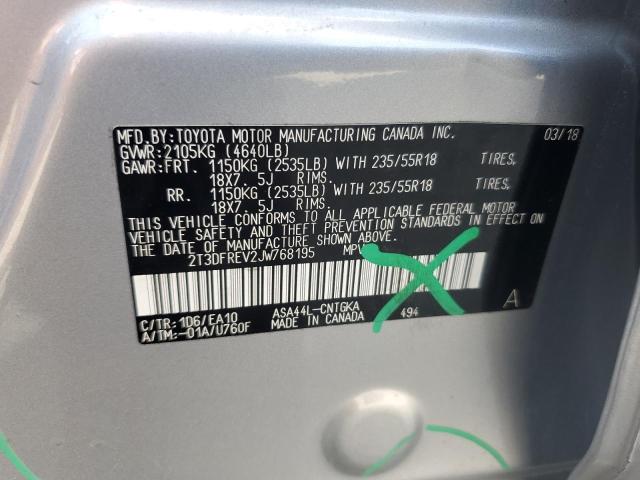 MFD.BY:TOYOTA MOTOR MANUFACTURING CANADA INC. 03/18
GVWR:2105KG (4640LB)
GAWR:FRT. 1150KG (2535LB) WITH 235/55R18 TIRES.
18X7.5J RIMS.
RR. 1150KG (2535LB) WITH 235/55R18 TIRES.
18X7.5J RIMS.
THIS VEHICLE CONFORMS TO ALL APPLICABLE FEDERAL MOTOR
VEHICLE SAFETY AND THEFT PREVENTION STANDARDS IN EFFECT ON
THE DATE OF MANUFACTURE SHOWN ABOVE.
2T3DFREV2JW768195 MPV
C/TR:1D6/EA10 ASA44L-CNTGKA 494 A
A/TM:-01A/U760F MADE IN CANADA